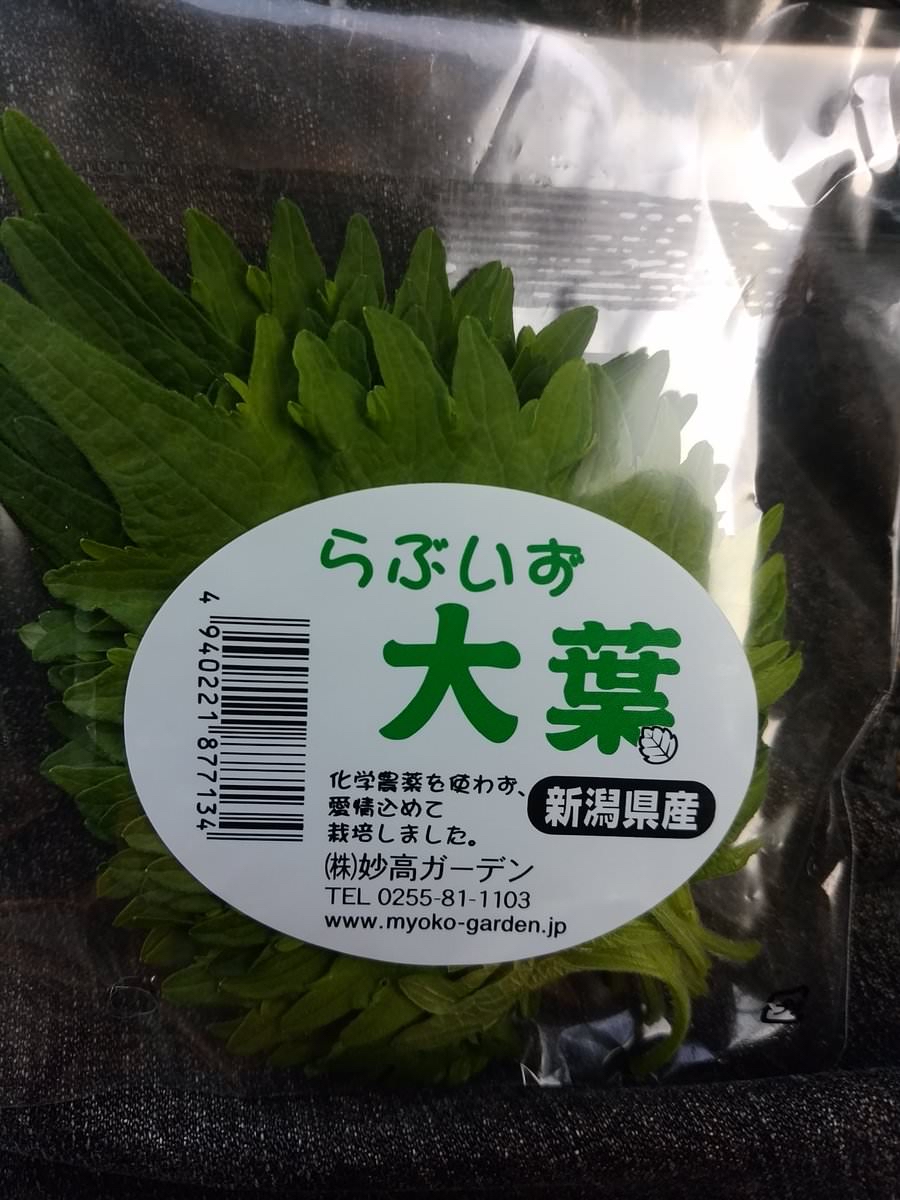 らぶいず
大葉
化学農薬を使わず、
愛情込めて
栽培しました。
新潟県産
㈱妙高ガーデン
TEL 0255-81-1103
www.myoko-garden.jp
4 940221 877134
プラ